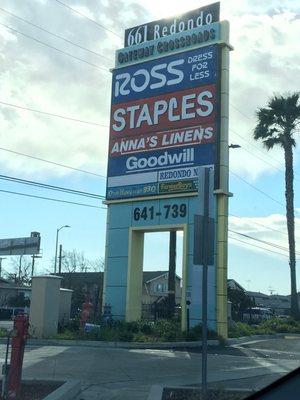 661 Redondo
GATEWAY CROSSROADS
ROSS
DRESS
FOR
LESS
STAPLES
ANNA'S LINENS
Goodwill
REDONDO
641-739